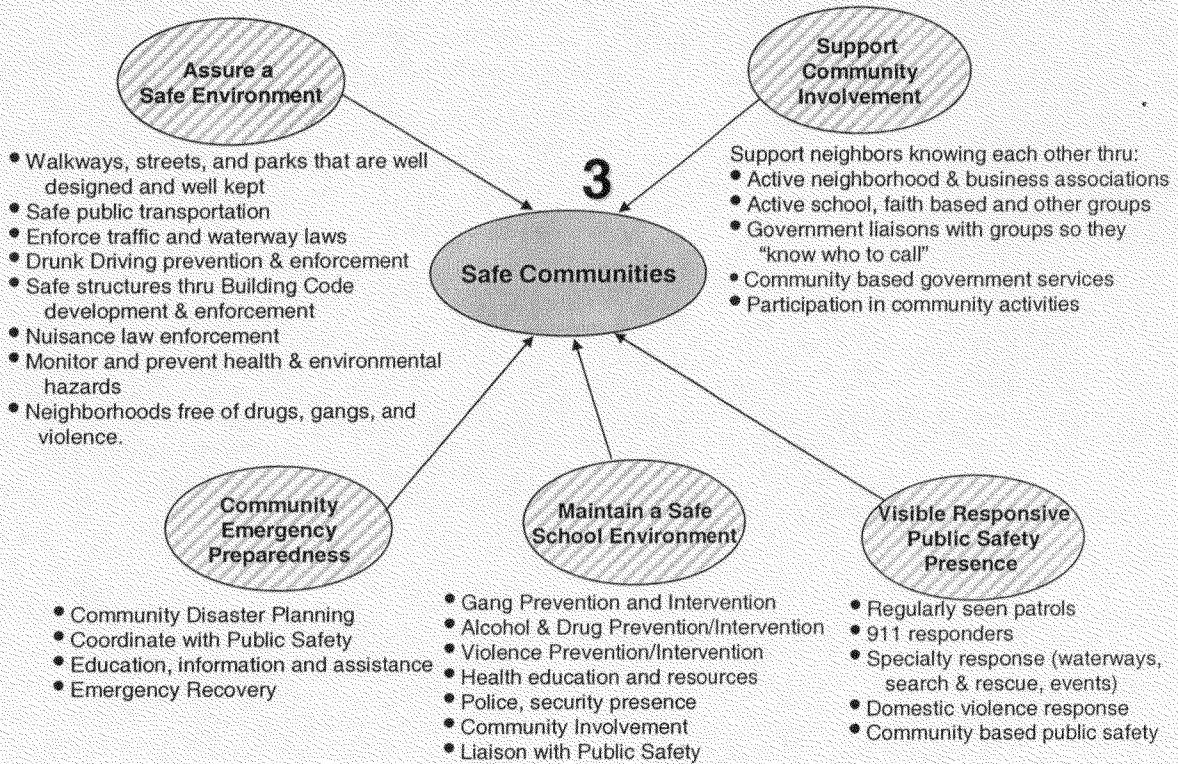 Assure a
Safe Environment
• Walkways, streets, and parks that are well
designed and well kept
• Safe public transportation
• Enforce traffic and waterway laws
• Drunk Driving prevention & enforcement
• Safe structures thru Building Code
development & enforcement
• Nuisance law enforcement
• Monitor and prevent health & environmental
hazards
• Neighborhoods free of drugs, gangs, and
violence.
Support
Community
Involvement
Support neighbors knowing each other thru:
• Active neighborhood & business associations
• Active school, faith based and other groups
• Government liaisons with groups so they
"know who to call"
• Community based government services
• Participation in community activities
3
Safe Communities
Community
Emergency
Preparedness
• Community Disaster Planning
• Coordinate with Public Safety
• Education, information and assistance
• Emergency Recovery
Maintain a Safe
School Environment
• Gang Prevention and Intervention
• Alcohol & Drug Prevention/Intervention
• Violence Prevention/Intervention
• Health education and resources
• Police, security presence
• Community Involvement
• Liaison with Public Safety
Visible Responsive
Public Safety
Presence
• Regularly seen patrols
• 911 responders
• Specialty response (waterways,
search & rescue, events)
• Domestic violence response
• Community based public safety